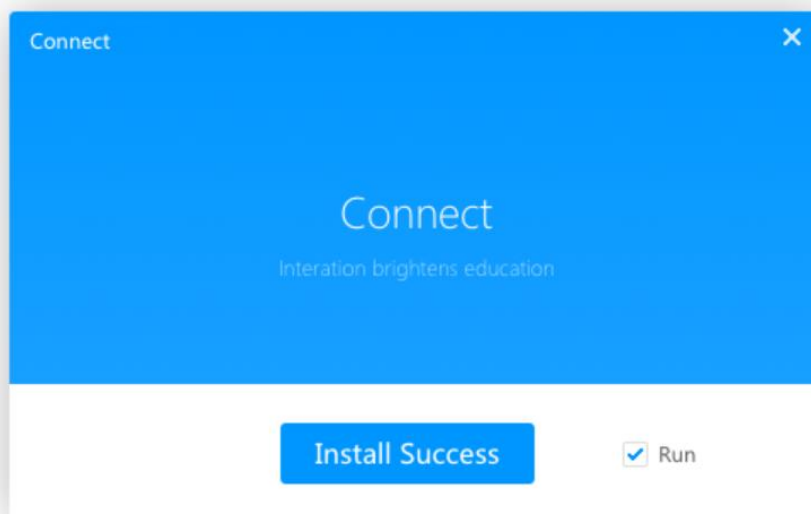 Connect
Connect
Interation brightens education
Install Success
Run